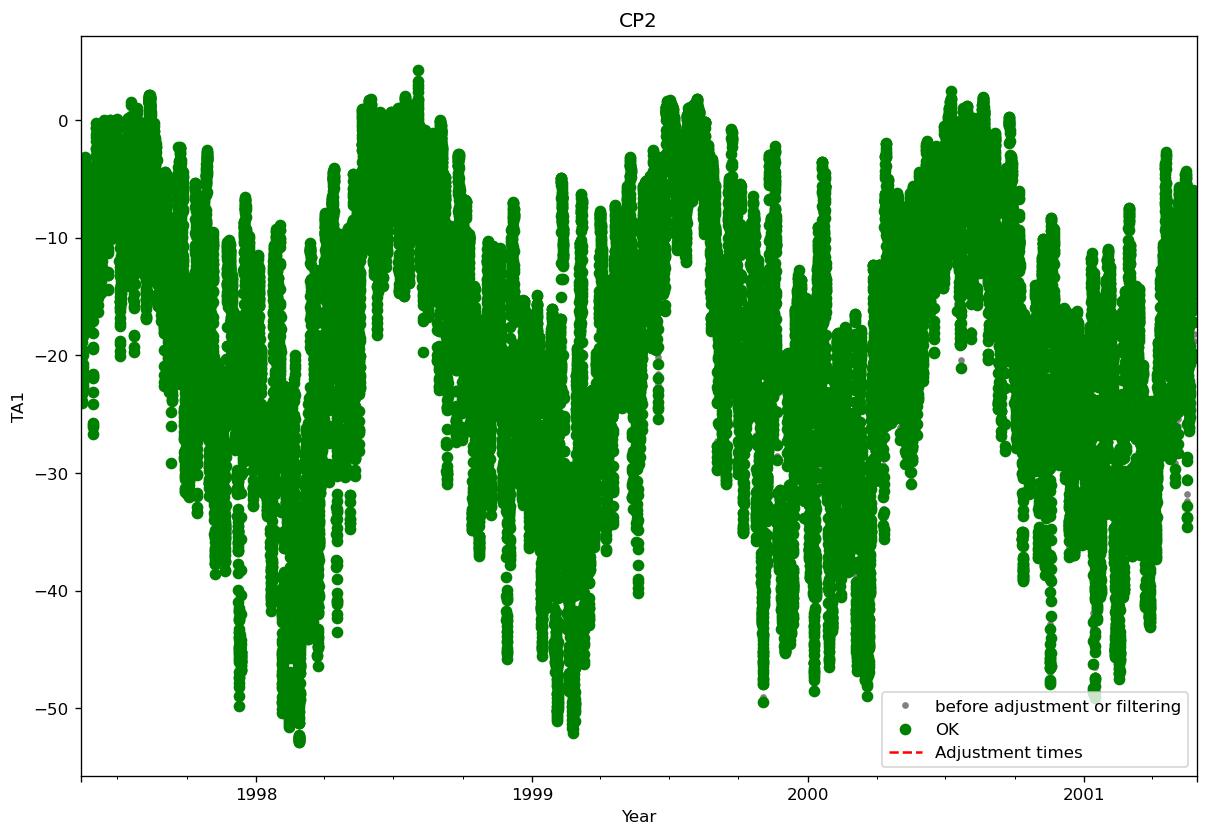 CP2
TA1
0
−10
−20
−30
−40
−50
before adjustment or filtering
OK
Adjustment times
1998
1999
2000
2001
Year